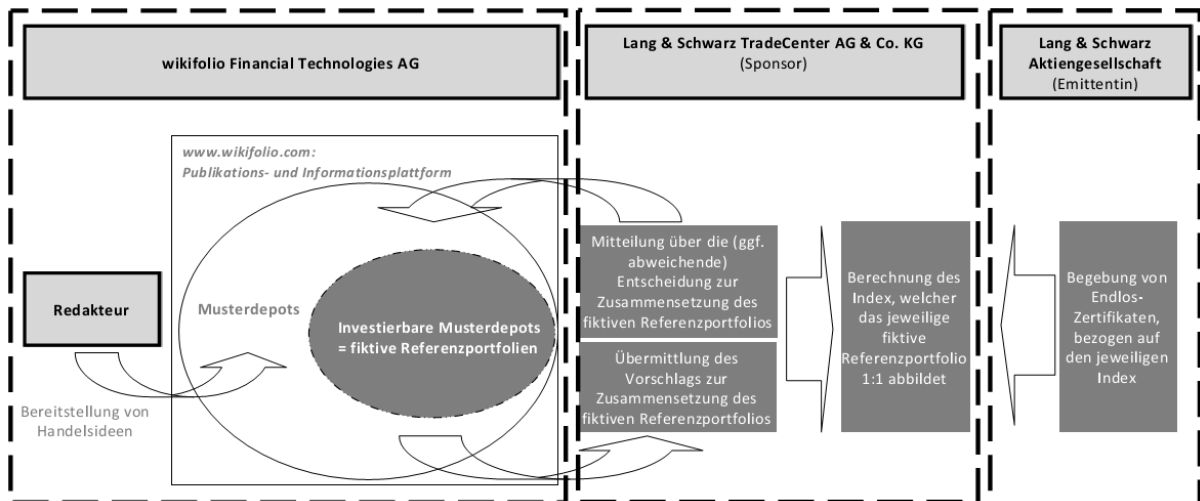 wikifolio Financial Technologies AG
Lang & Schwarz TradeCenter AG & Co. KG
(Sponsor)
Lang & Schwarz
Aktiengesellschaft
(Emittentin)
www.wikifolio.com:
Publikations- und Informationsplattform
Redakteur
Bereitstellung von
Handelsideen
Musterdepots
Investierbare Musterdepots
= fiktive Referenzportfolien
Mitteilung über die (ggf.
abweichende)
Entscheidung zur
Zusammensetzung des
fiktiven Referenzportfolios
Übermittlung des
Vorschlags zur
Zusammensetzung des
fiktiven Referenzportfolios
Berechnung des
Index, welcher
das jeweilige
fiktive
Referenzportfolio
1:1 abbildet
Begebung von
Endlos-
Zertifikaten,
bezogen auf
den jeweiligen
Index